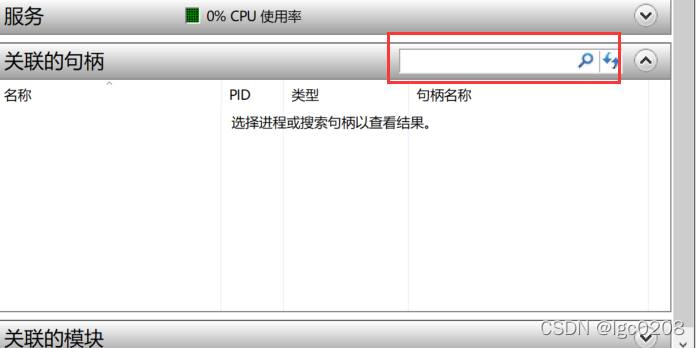 服务
0% CPU 使用率
关联的句柄
名称
PID
类型
句柄名称
选择进程或搜索句柄以查看结果。
关联的模块
CSDN @lgc0208